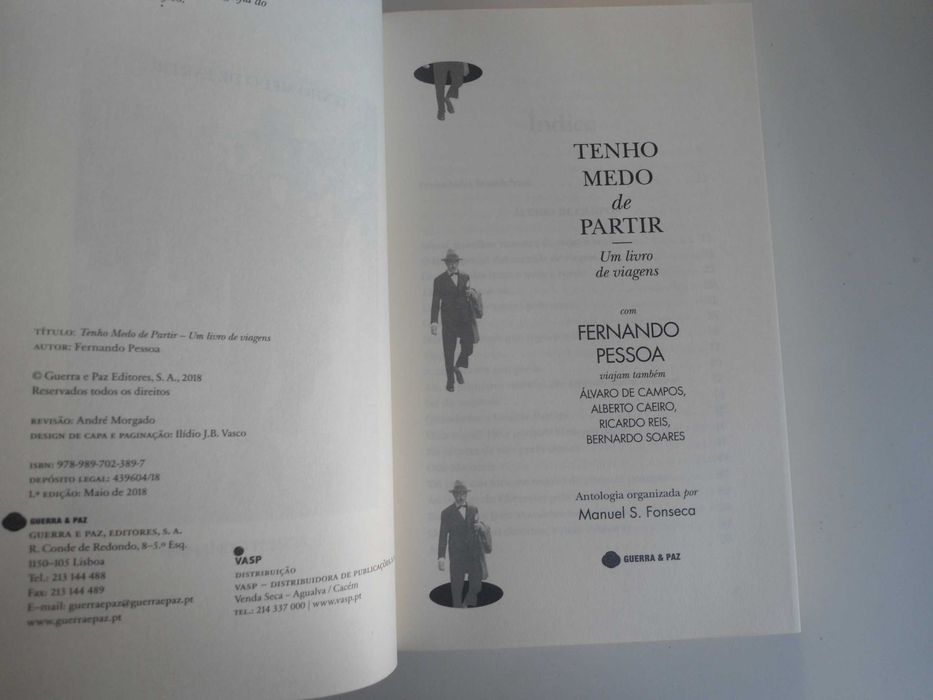 TÍTULO: Tenho Medo de Partir – Um livro de viagens
AUTOR: Fernando Pessoa
© Guerra e Paz Editores, S. A., 2018
Reservados todos os direitos
REVISÃO: André Morgado
DESIGN DE CAPA E PAGINAÇÃO: Ilídio J.B. Vasco
ISBN: 978-989-702-389-7
DEPÓSITO LEGAL: 439604/18
1.ª EDIÇÃO: Maio de 2018
GUERRA & PAZ
GUERRA E PAZ, EDITORES, S. A.
R. Conde de Redondo, 8–5.º Esq.
1150–105 Lisboa
Tel.: 213 144 488
Fax: 213 144 489
E–mail: guerraepaz@guerraepaz.pt
www.guerraepaz.pt
VASP
DISTRIBUIÇÃO
VASP – DISTRIBUIDORA DE PUBLICAÇÕES
Venda Seca – Agualva / Cacém
TEL.: 214 337 000 | www.vasp.pt
TENHO
MEDO
de
PARTIR
Um livro
de viagens
com
FERNANDO
PESSOA
viajam também
ÁLVARO DE CAMPOS,
ALBERTO CAEIRO,
RICARDO REIS,
BERNARDO SOARES
Antologia organizada por
Manuel S. Fonseca
GUERRA & PAZ